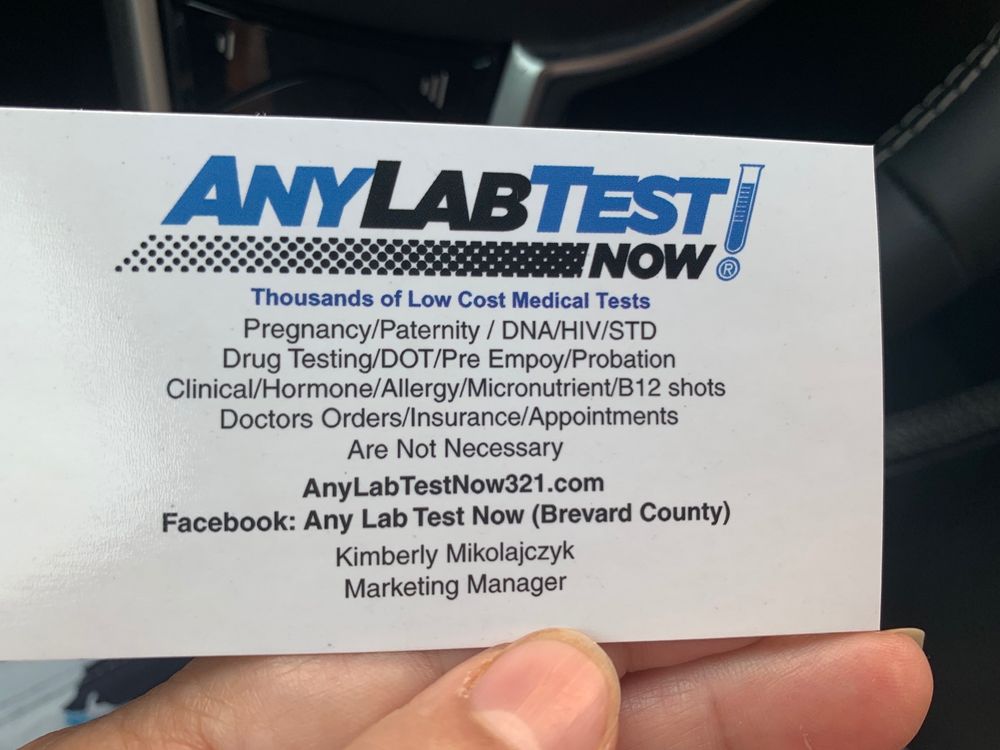 ANYLABTEST
NOW ®
Thousands of Low Cost Medical Tests
Pregnancy/Paternity / DNA/HIV/STD
Drug Testing/DOT/Pre Empoy/Probation
Clinical/Hormone/Allergy/Micronutrient/B12 shots
Doctors Orders/Insurance/Appointments
Are Not Necessary
AnyLabTestNow321.com
Facebook: Any Lab Test Now (Brevard County)
Kimberly Mikolajczyk
Marketing Manager